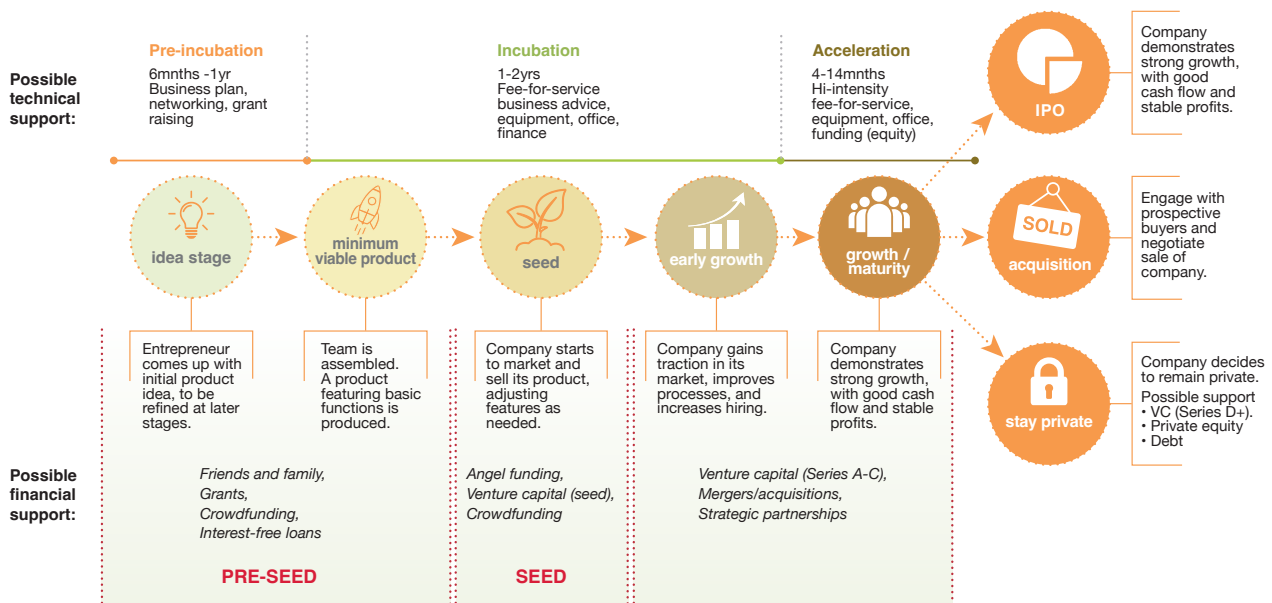 Possible
technical
support:
Pre-incubation
6mnths -1yr
Business plan,
networking, grant
raising
Incubation
1-2yrs
Fee-for-service
business advice,
equipment, office,
finance
Acceleration
4-14mnths
Hi-intensity
fee-for-service,
equipment, office,
funding (equity)
idea stage
minimum
viable product
seed
early growth
growth /
maturity
IPO
Company
demonstrates
strong growth,
with good
cash flow and
stable profits.
SOLD
acquisition
Engage with
prospective
buyers and
negotiate
sale of
company.
stay private
Company decides
to remain private.
Possible support
• VC (Series D+).
• Private equity
• Debt
Entrepreneur
comes up with
initial product
idea, to be
refined at later
stages.
Team is
assembled.
A product
featuring basic
functions is
produced.
Company starts
to market and
sell its product,
adjusting
features as
needed.
Company gains
traction in its
market, improves
processes, and
increases hiring.
Company
demonstrates
strong growth,
with good cash
flow and stable
profits.
Possible
financial
support:
Friends and family,
Grants,
Crowdfunding,
Interest-free loans
Angel funding,
Venture capital (seed),
Crowdfunding
Venture capital (Series A-C),
Mergers/acquisitions,
Strategic partnerships
PRE-SEED
SEED